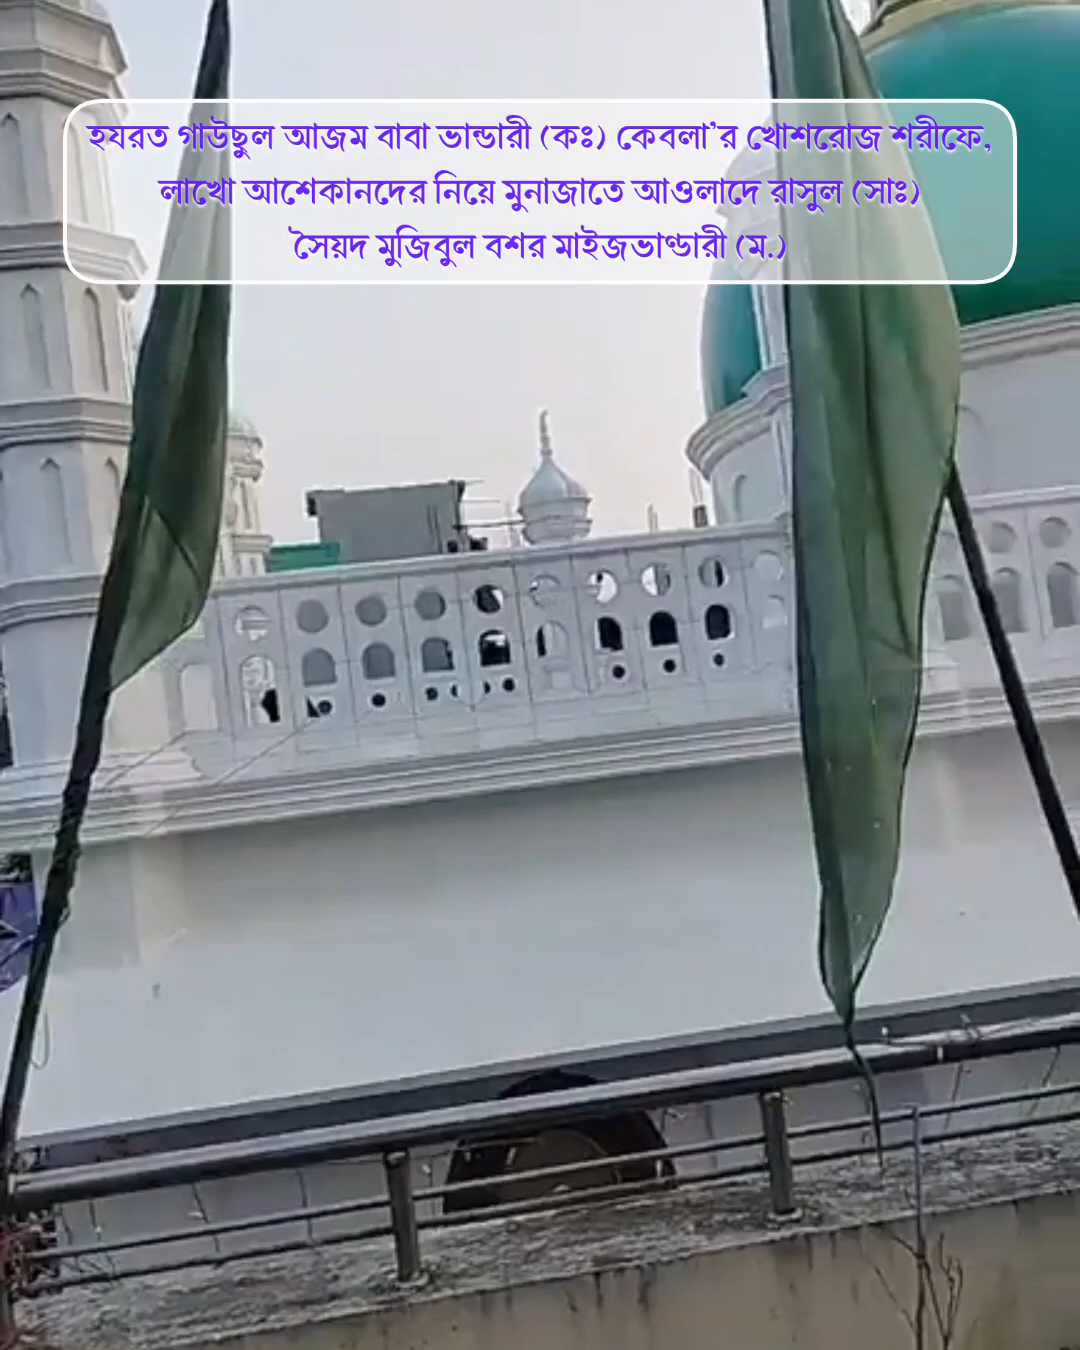 হযরত গাউছুল আজম বাবা ভান্ডারী (কঃ) কেবলা'র খোশরোজ শরীফে,
লাখো আশেকানদের নিয়ে মুনাজাতে আওলাদে রাসুল (সাঃ)
সৈয়দ মুজিবুল বশর মাইজভাণ্ডারী (ম.)